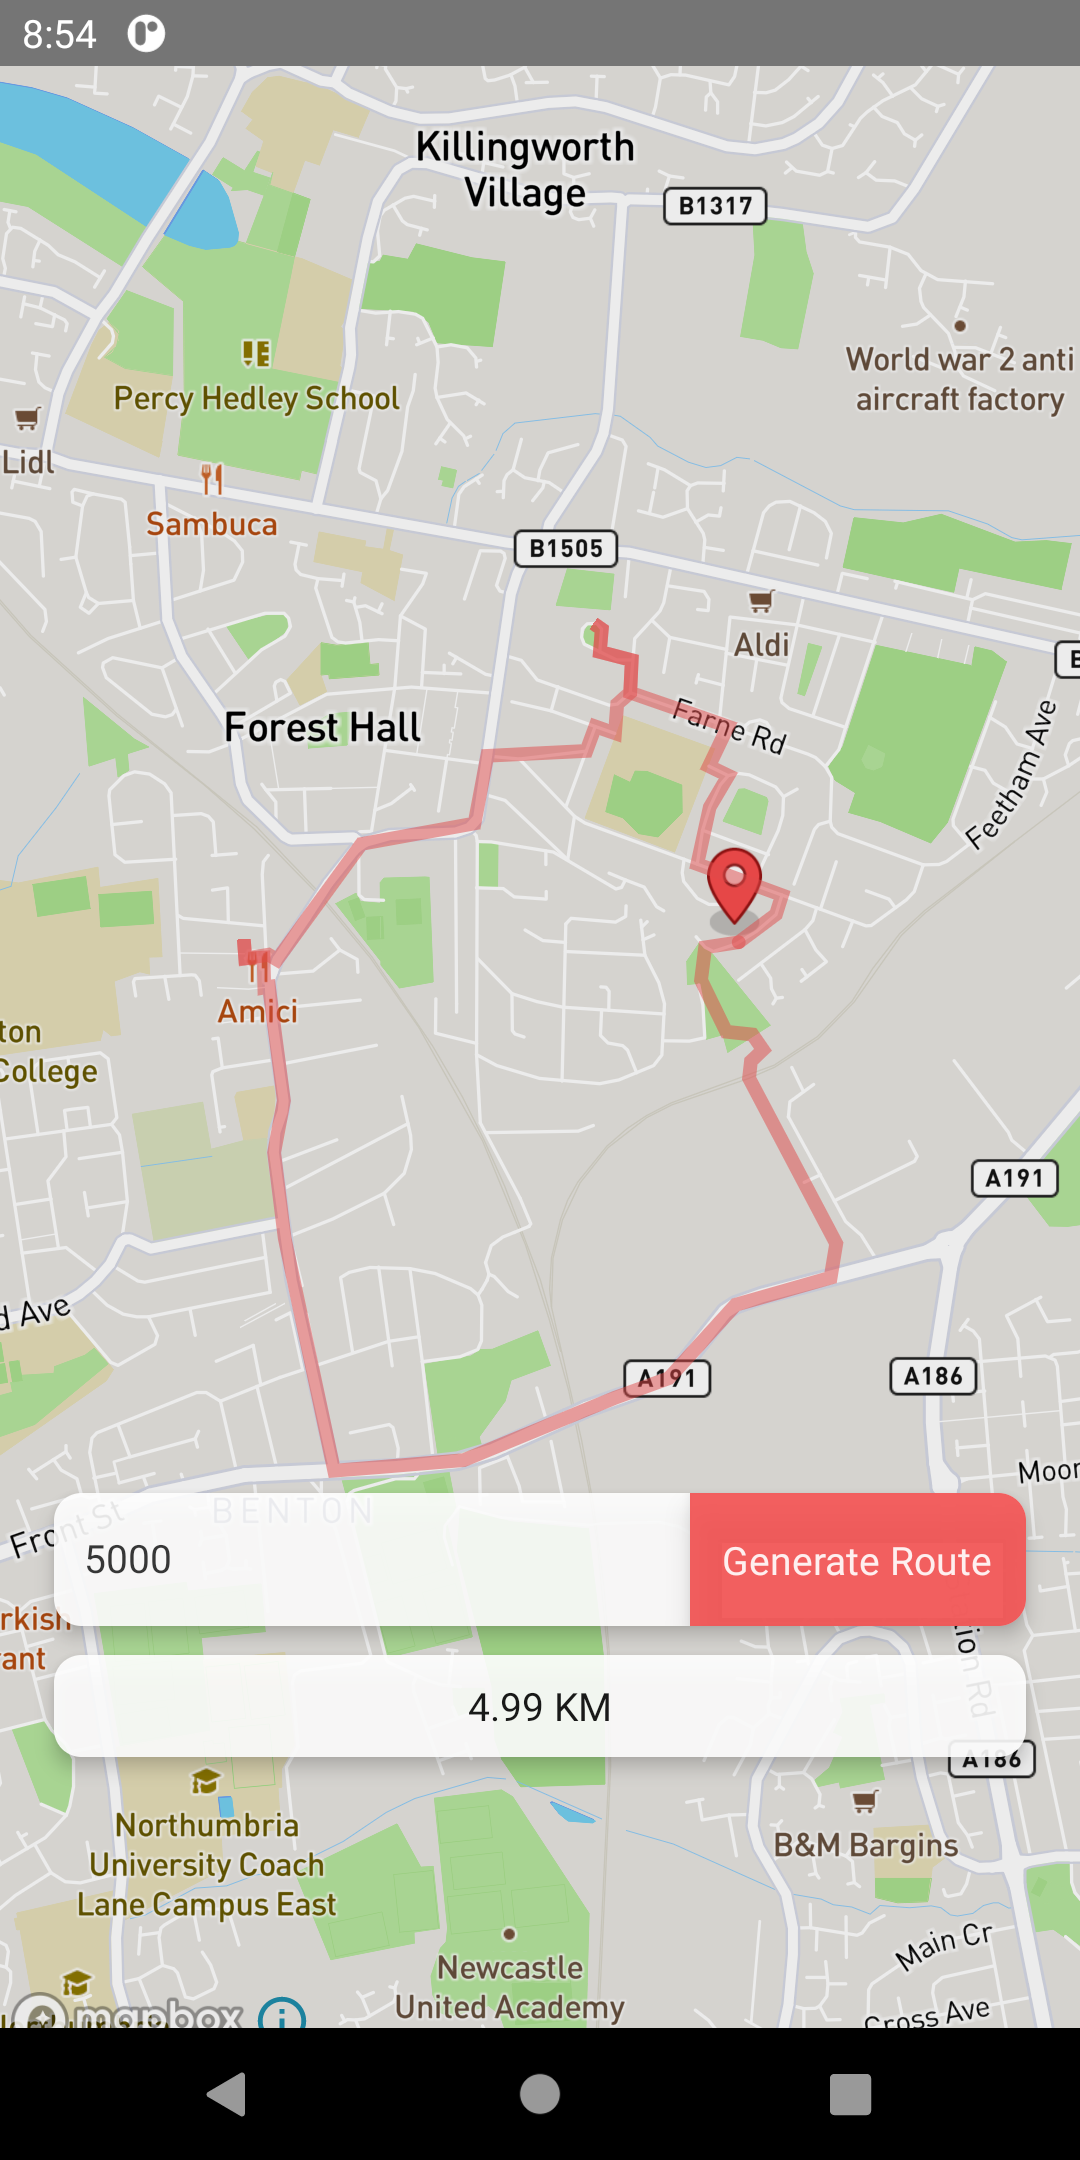 8:54
Killingworth
Village
B1317
World war 2 anti
aircraft factory
Percy Hedley School
Lidl
Sambuca
B1505
Aldi
Farne Rd
Forest Hall
Feetham Ave
Amici
ton
College
A191
d Ave
A191
A186
Moor
BENTON
Front St
5000
Generate Route
rkish
ant
tion Rd
4.99 KM
A186
Northumbria
University Coach
Lane Campus East
B&M Bargins
Main Cr
Newcastle
United Academy
Cross Ave
mapbox